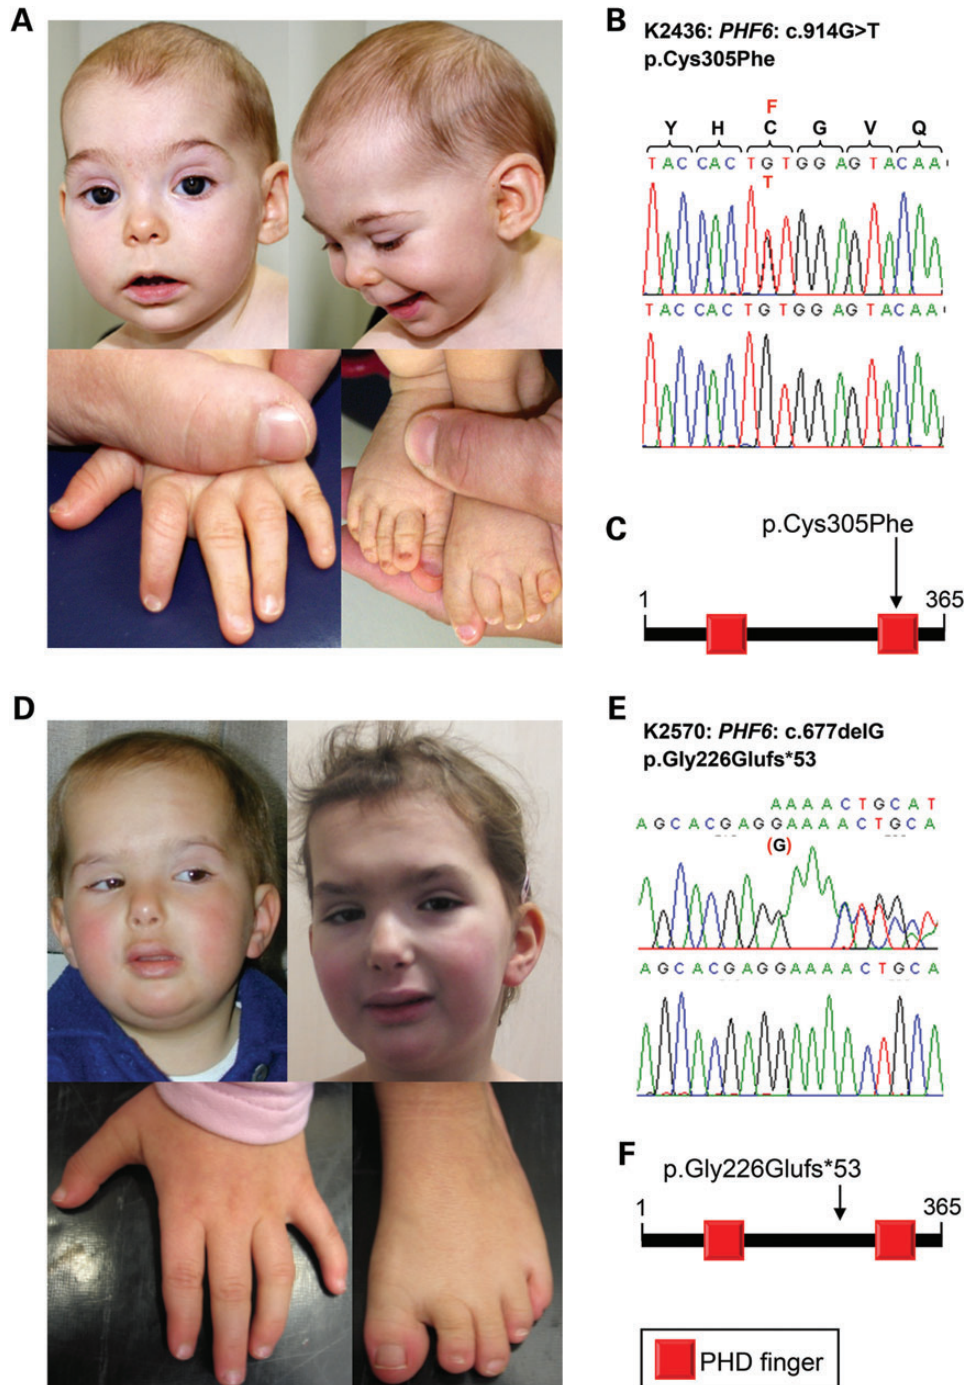 A
B
K2436: PHF6: c.914G>T
p.Cys305Phe
F
Y H C G V Q
T A C C A C T G T G G A G T A C A A
T
T A C C A C T G T G G A G T A C A A
C
p.Cys305Phe
1 365
D
E
K2570: PHF6: c.677delG
p.Gly226Glufs*53
A A A A C T G C A T
A G C A C G A G G A A A A C T G C A
(G)
A G C A C G A G G A A A A C T G C A
F
p.Gly226Glufs*53
1 365
PHD finger